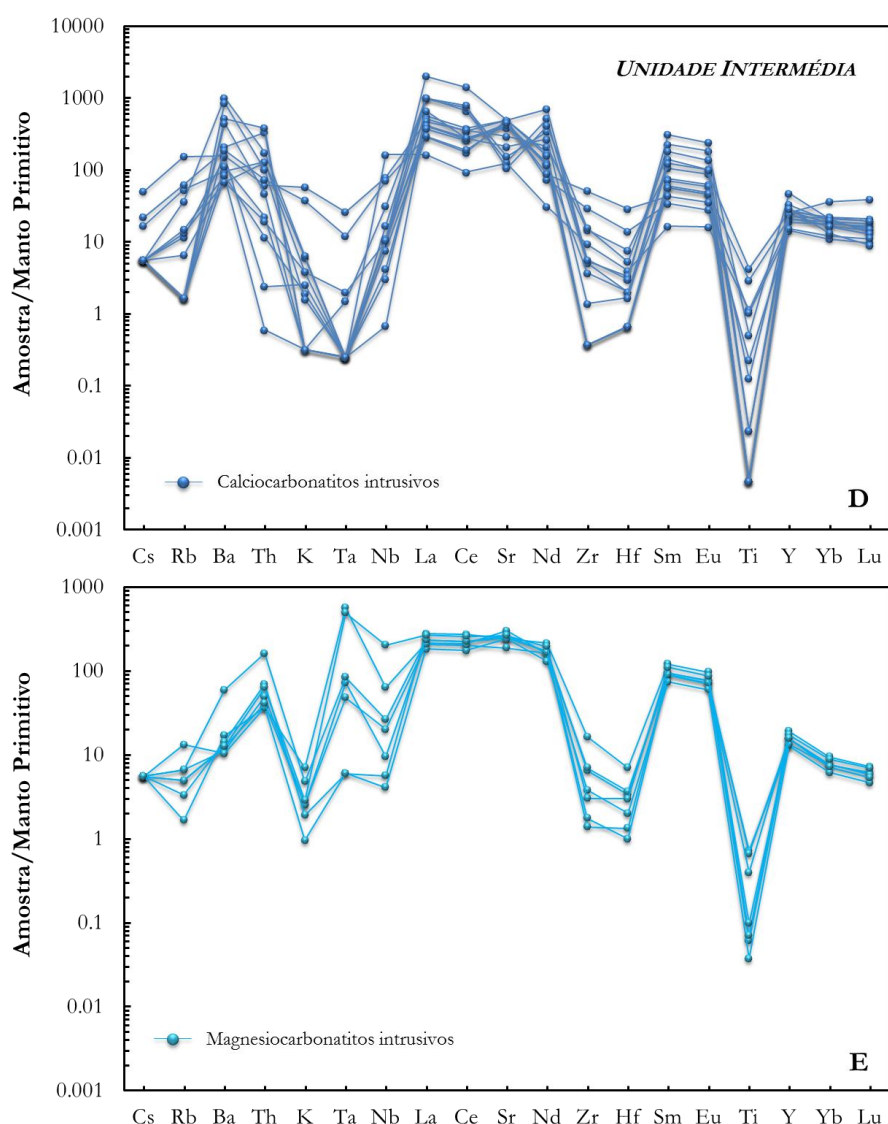 10000
UNIDADE INTERMÉDIA
1000
100
10
1
0.1
0.01
0.001
Amostra/Manto Primitivo
Calciocarbonatitos intrusivos
D
Cs Rb Ba Th K Ta Nb La Ce Sr Nd Zr Hf Sm Eu Ti Y Yb Lu
1000
100
10
1
0.1
0.01
0.001
Amostra/Manto Primitivo
Magnesiocarbonatitos intrusivos
E
Cs Rb Ba Th K Ta Nb La Ce Sr Nd Zr Hf Sm Eu Ti Y Yb Lu